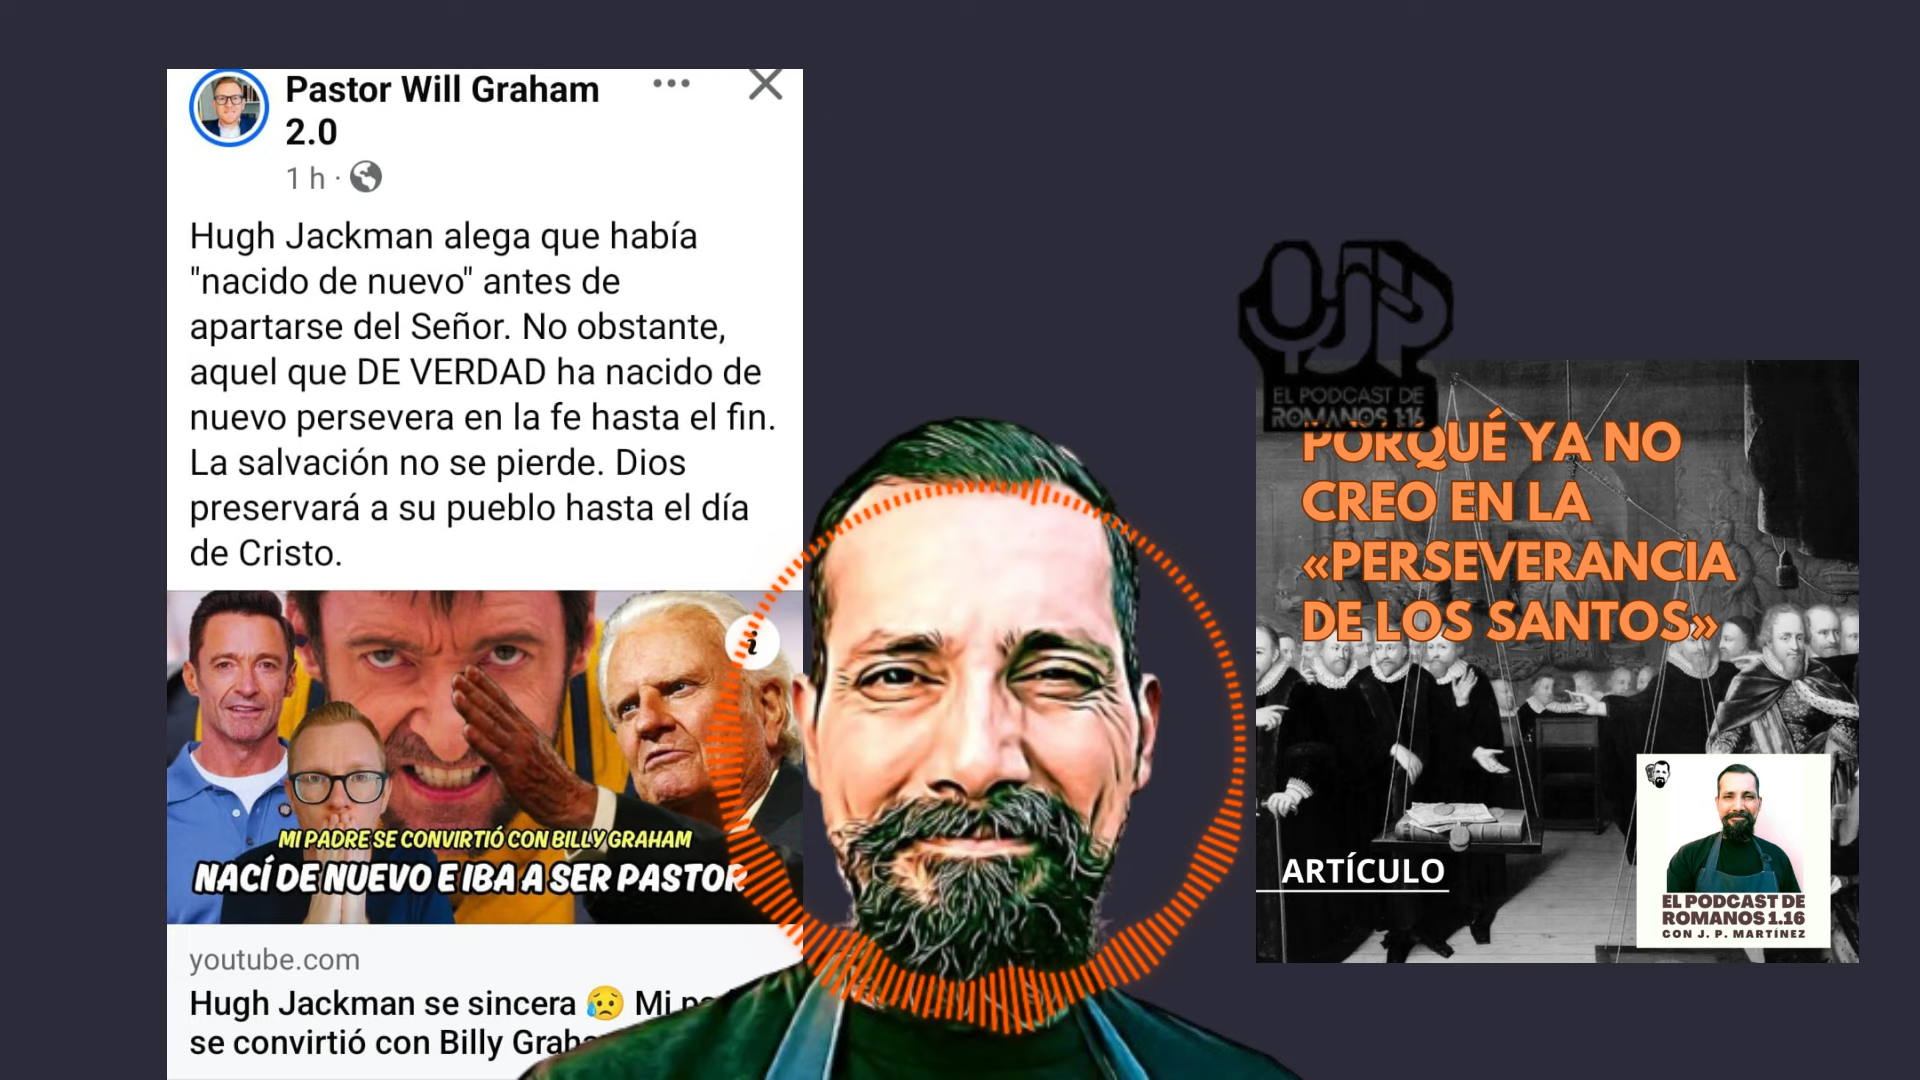 Pastor Will Graham
2.0
1 h ·
Hugh Jackman alega que había
"nacido de nuevo" antes de
apartarse del Señor. No obstante,
aquel que DE VERDAD ha nacido de
nuevo persevera en la fe hasta el fin.
La salvación no se pierde. Dios
preservará a su pueblo hasta el día
de Cristo.
MI PADRE SE CONVIRTIÓ CON BILLY GRAHAM
NACÍ DE NUEVO E IBA A SER PASTOR
youtube.com
Hugh Jackman se sincera 😥 Mi
se convirtió con Billy
JP
EL PODCAST DE
ROMANOS 1:16
PORQUÉ YA NO
CREO EN LA
«PERSEVERANCIA
DE LOS SANTOS»
ARTÍCULO
EL PODCAST DE
ROMANOS 1.16
CON J. P. MARTÍNEZ